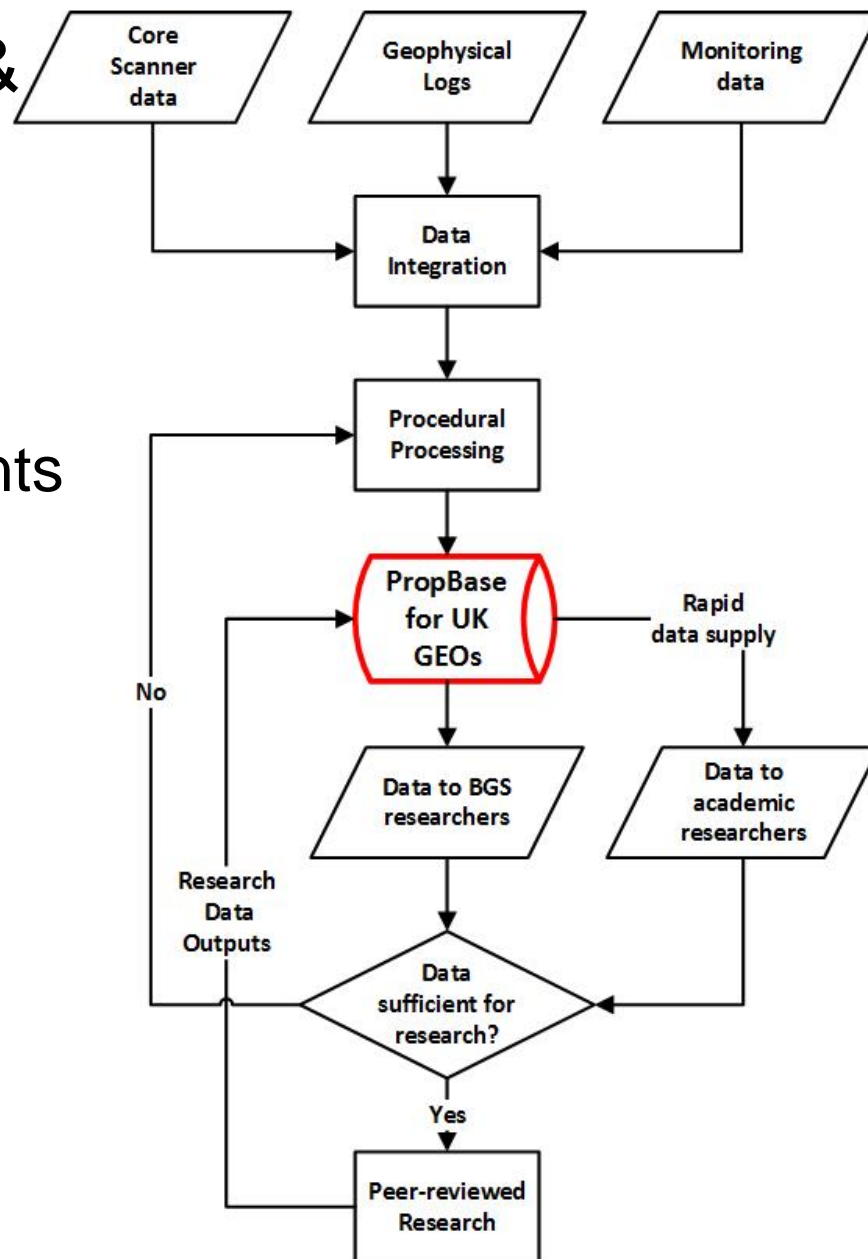 &
Core
Scanner
data
Geophysical
Logs
Monitoring
data
Data
Integration
Procedural
Processing
nts
PropBase
for UK
GEOs
Rapid
data supply
No
Data to BGS
researchers
Data to
academic
researchers
Research
Data
Outputs
Data
sufficient for
research?
Yes
Peer-reviewed
Research